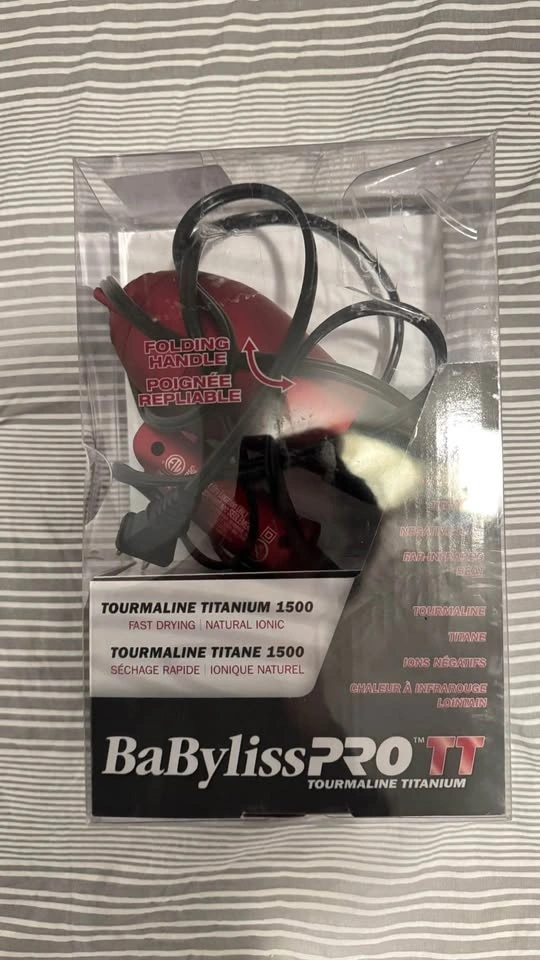 FOLDING
HANDLE
POIGNÉE
REPLIABLE
TOURMALINE TITANIUM 1500
FAST DRYING | NATURAL IONIC
TOURMALINE TITANE 1500
SÉCHAGE RAPIDE | IONIQUE NATUREL
TOURMALINE
TITANE
IONS NÉGATIFS
CHALEUR À INFRAROUGE
LOINTAIN
BaBylissPRO™ TT
TOURMALINE TITANIUM